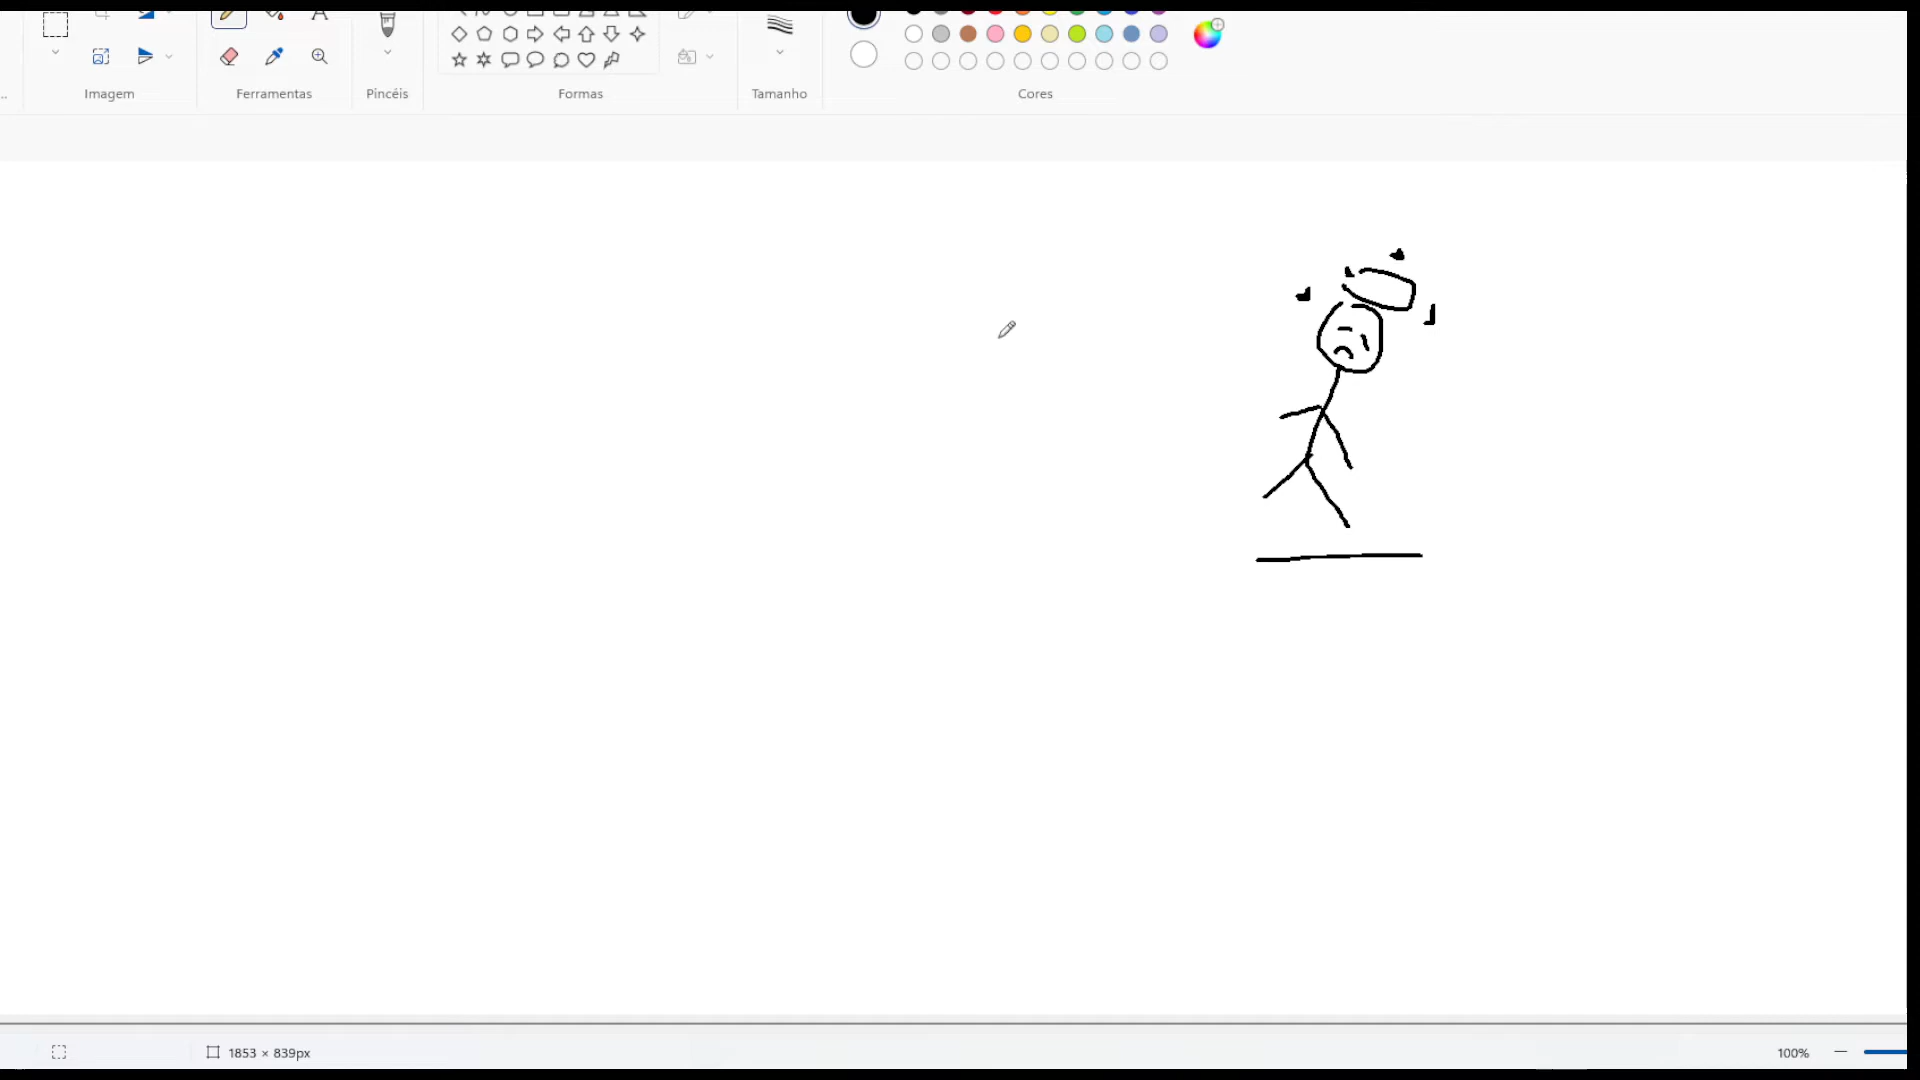 Imagem
Ferramentas
Pincéis
Formas
Tamanho
Cores
1853 × 839px
100%